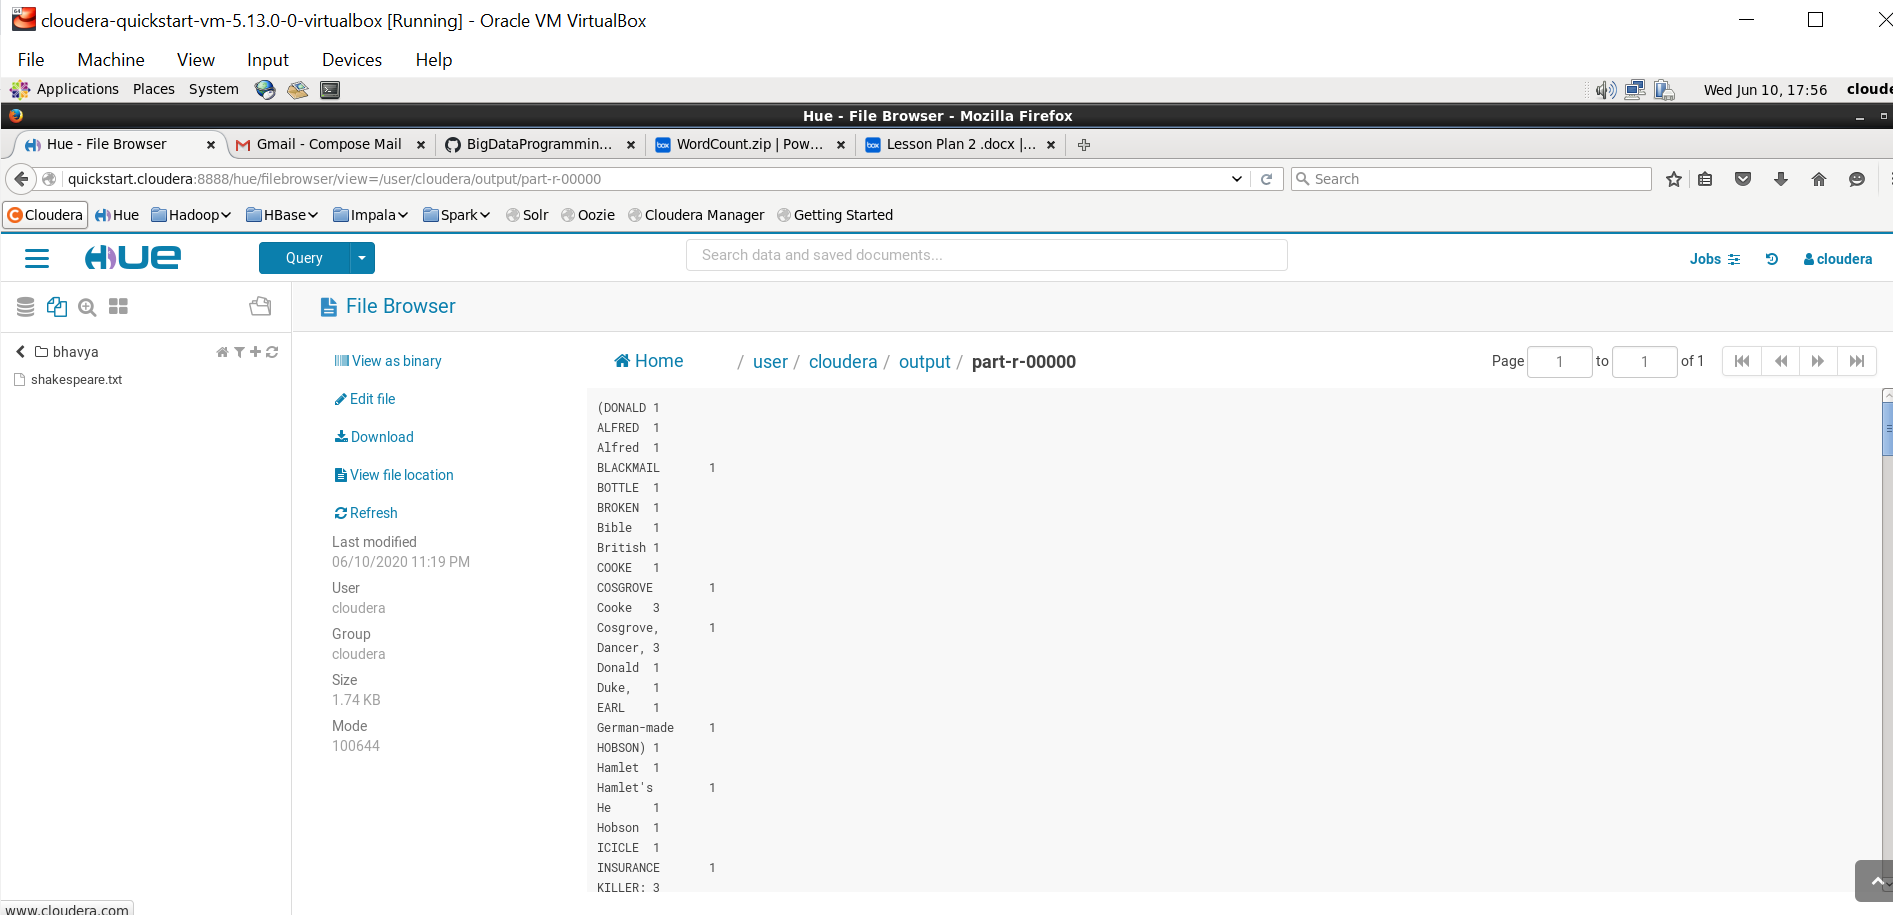 cloudera-quickstart-vm-5.13.0-0-virtualbox [Running] - Oracle VM VirtualBox
File Machine View Input Devices Help
Applications Places System Wed Jun 10, 17:56 cloude
Hue - File Browser - Mozilla Firefox
Hue - File Browser × Gmail - Compose Mail × BigDataProgrammin... × WordCount.zip | Pow... × Lesson Plan 2 .docx |... ×
quickstart.cloudera:8888/hue/filebrowser/view=/user/cloudera/output/part-r-00000 Search
Cloudera Hue Hadoop HBase Impala Spark Solr Oozie Cloudera Manager Getting Started
HUE Query Search data and saved documents... Jobs cloudera
File Browser
bhavya
shakespeare.txt
View as binary
Edit file
Download
View file location
Refresh
Last modified
06/10/2020 11:19 PM
User
cloudera
Group
cloudera
Size
1.74 KB
Mode
100644
Home / user / cloudera / output / part-r-00000 Page 1 to 1 of 1
(DONALD 1
ALFRED 1
Alfred 1
BLACKMAIL 1
BOTTLE 1
BROKEN 1
Bible 1
British 1
COOKE 1
COSGROVE 1
Cooke 3
Cosgrove, 1
Dancer, 3
Donald 1
Duke, 1
EARL 1
German-made 1
HOBSON) 1
Hamlet 1
Hamlet's 1
He 1
Hobson 1
ICICLE 1
INSURANCE 1
KILLER: 3
www.cloudera.com